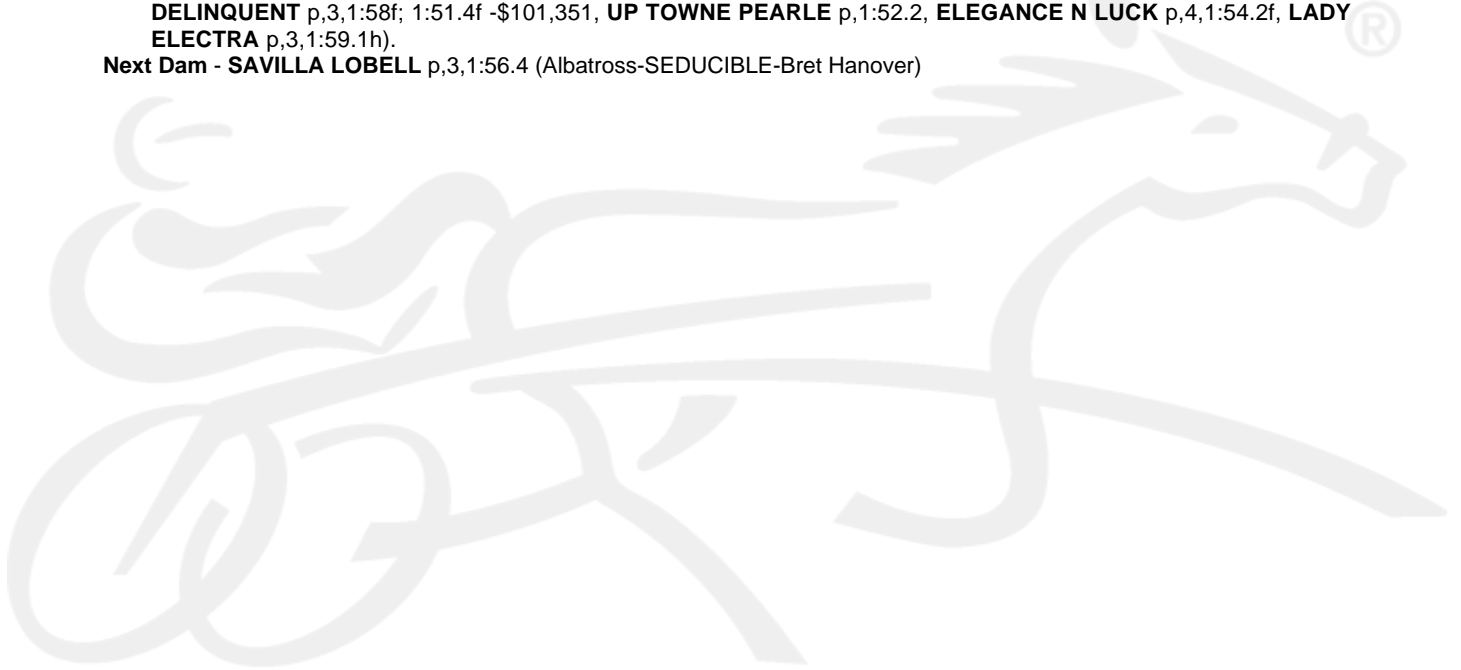 DELINQUENT p,3,1:58f; 1:51.4f -$101,351, UP TOWNE PEARLE p,1:52.2, ELEGANCE N LUCK p,4,1:54.2f, LADY
ELECTRA p,3,1:59.1h).
Next Dam - SAVILLA LOBELL p,3,1:56.4 (Albatross-SEDUCIBLE-Bret Hanover)
®